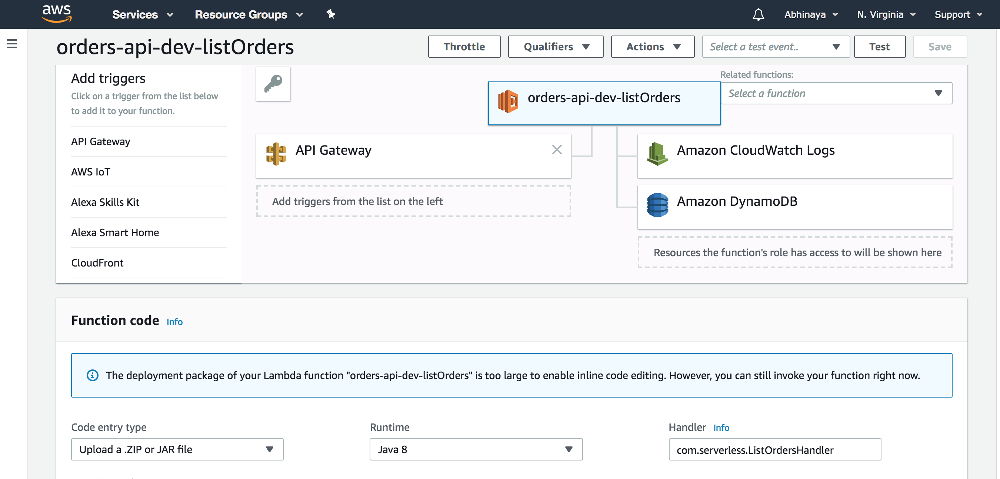 aws
Services
Resource Groups
Abhinaya
N. Virginia
Support
orders-api-dev-listOrders
Throttle
Qualifiers
Actions
Select a test event..
Test
Save
Add triggers
Click on a trigger from the list below
to add it to your function.
API Gateway
AWS IoT
Alexa Skills Kit
Alexa Smart Home
CloudFront
orders-api-dev-listOrders
Related functions:
Select a function
API Gateway
Add triggers from the list on the left
Amazon CloudWatch Logs
Amazon DynamoDB
Resources the function's role has access to will be shown here
Function code Info
The deployment package of your Lambda function "orders-api-dev-listOrders" is too large to enable inline code editing. However, you can still invoke your function right now.
Code entry type
Upload a .ZIP or JAR file
Runtime
Java 8
Handler Info
com.serverless.ListOrdersHandler